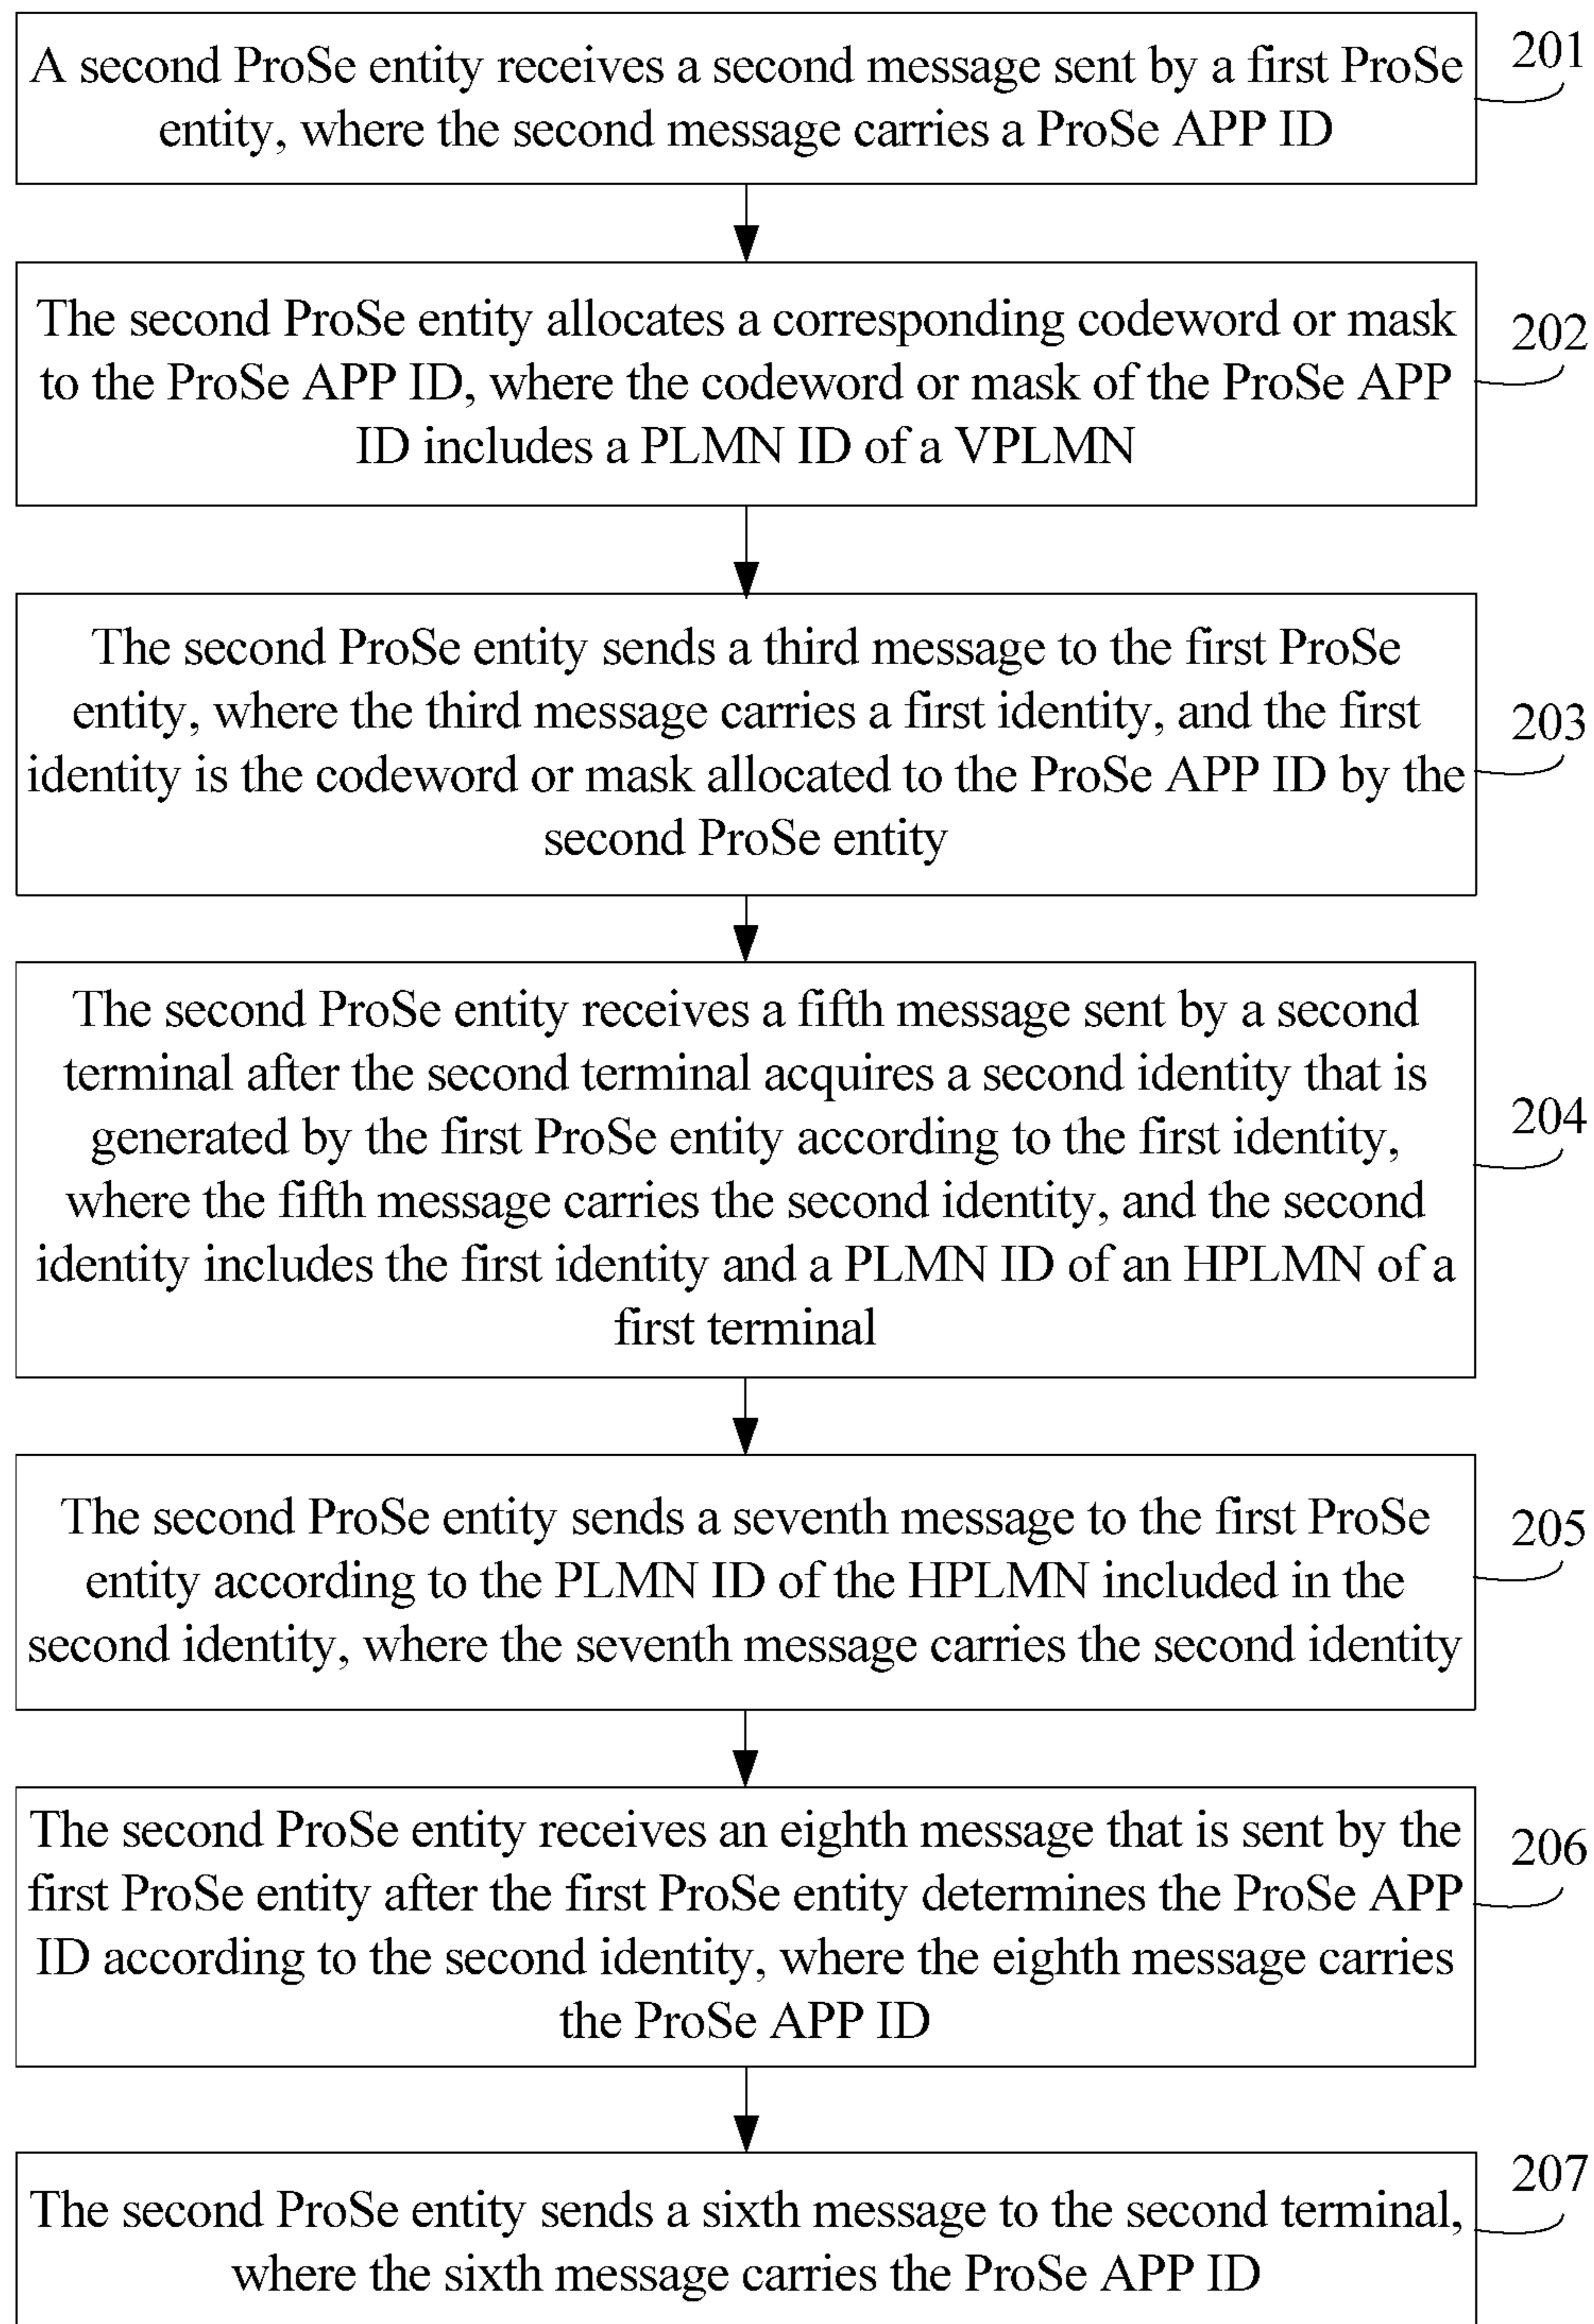 A second ProSe entity receives a second message sent by a first ProSe
entity, where the second message carries a ProSe APP ID
201
The second ProSe entity allocates a corresponding codeword or mask
to the ProSe APP ID, where the codeword or mask of the ProSe APP
ID includes a PLMN ID of a VPLMN
202
The second ProSe entity sends a third message to the first ProSe
entity, where the third message carries a first identity, and the first
identity is the codeword or mask allocated to the ProSe APP ID by the
second ProSe entity
203
The second ProSe entity receives a fifth message sent by a second
terminal after the second terminal acquires a second identity that is
generated by the first ProSe entity according to the first identity,
where the fifth message carries the second identity, and the second
identity includes the first identity and a PLMN ID of an HPLMN of a
first terminal
204
The second ProSe entity sends a seventh message to the first ProSe
entity according to the PLMN ID of the HPLMN included in the
second identity, where the seventh message carries the second identity
205
The second ProSe entity receives an eighth message that is sent by the
first ProSe entity after the first ProSe entity determines the ProSe APP
ID according to the second identity, where the eighth message carries
the ProSe APP ID
206
The second ProSe entity sends a sixth message to the second terminal,
where the sixth message carries the ProSe APP ID
207